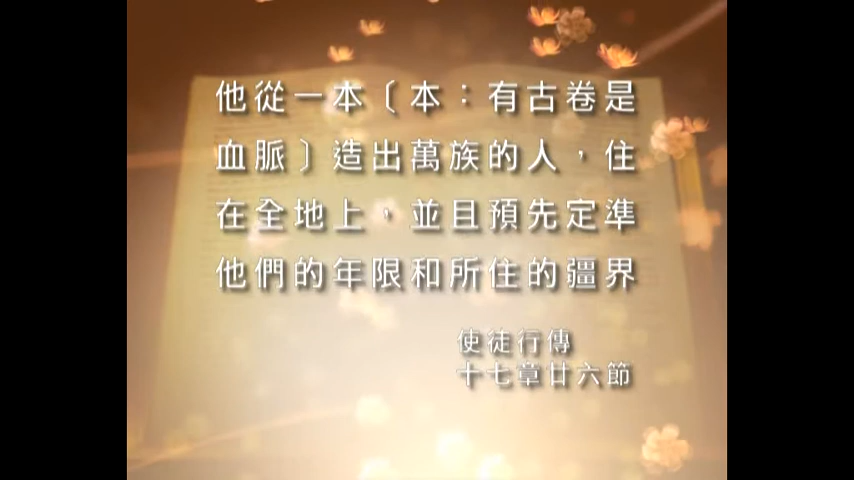 他從一本〔本：有古卷是
血脈〕造出萬族的人，住
在全地上，並且預先定準
他們的年限和所住的疆界
使徒行傳
十七章廿六節